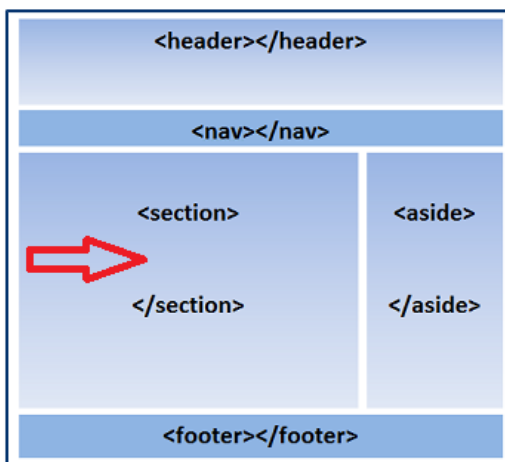 <header></header>
<nav></nav>
<section>
<aside>
</section>
</aside>
<footer></footer>